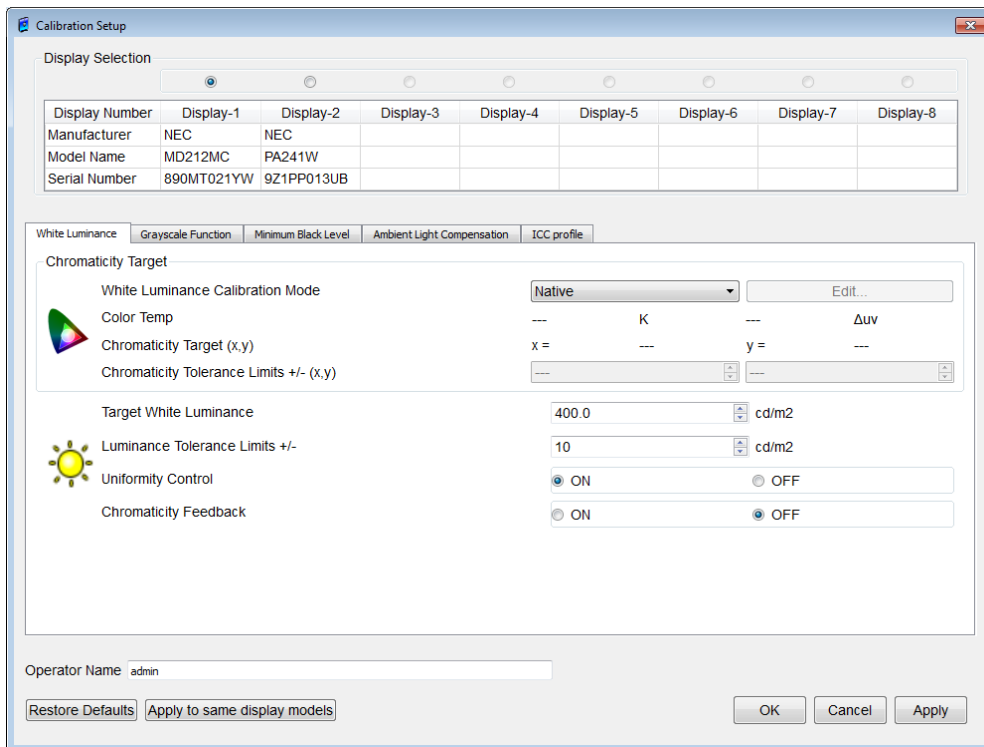 Calibration Setup
Display Selection
Display Number Display-1 Display-2 Display-3 Display-4 Display-5 Display-6 Display-7 Display-8
Manufacturer NEC NEC
Model Name MD212MC PA241W
Serial Number 890MT021YW 9Z1PP013UB
White Luminance Grayscale Function Minimum Black Level Ambient Light Compensation ICC profile
Chromaticity Target
White Luminance Calibration Mode Native Edit...
Color Temp --- K --- Δuv
Chromaticity Target (x,y) x = --- y = ---
Chromaticity Tolerance Limits +/- (x,y) --- ---
Target White Luminance 400.0 cd/m2
Luminance Tolerance Limits +/- 10 cd/m2
Uniformity Control ON OFF
Chromaticity Feedback ON OFF
Operator Name admin
Restore Defaults Apply to same display models OK Cancel Apply